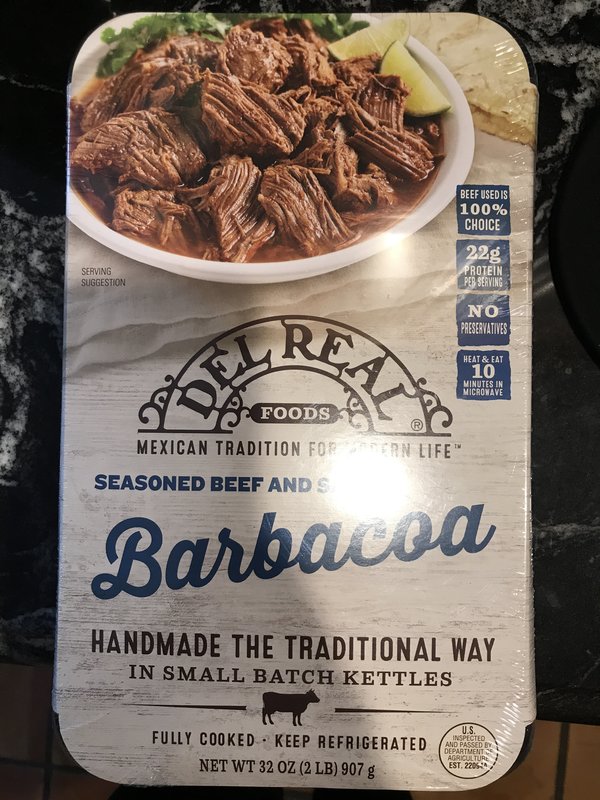 SERVING
SUGGESTION
BEEF USED IS
100%
CHOICE
22g
PROTEIN
PER SERVING
NO
PRESERVATIVES
HEAT & EAT
10
MINUTES IN
MICROWAVE
DEL REAL
FOODS ®
MEXICAN TRADITION FOR MODERN LIFE™
SEASONED BEEF AND
Barbacoa
HANDMADE THE TRADITIONAL WAY
IN SMALL BATCH KETTLES
FULLY COOKED · KEEP REFRIGERATED
NET WT 32 OZ (2 LB) 907 g
U.S.
INSPECTED
AND PASSED BY
DEPARTMENT OF
AGRICULTURE
EST.